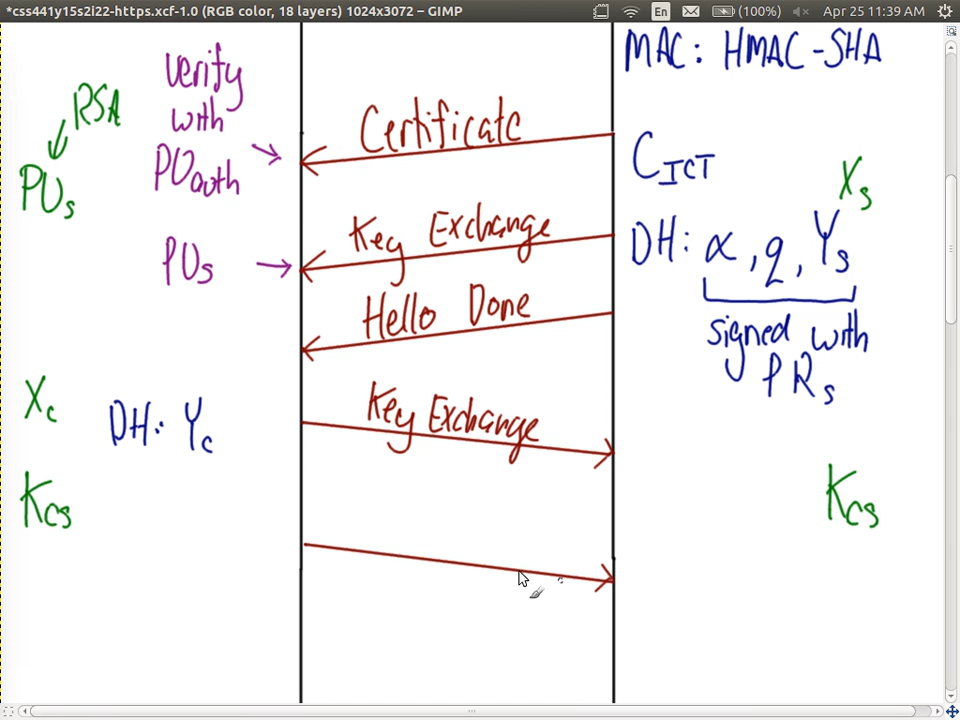 *css441y15s2i22-https.xcf-1.0 (RGB color, 18 layers) 1024x3072 – GIMP
En (100%) Apr 25 11:39 AM
MAC: HMAC-SHA
verify
with
PUauth
RSA
PUs
Certificate
CICT
Xs
PUs
Key Exchange
DH: α, q, Ys
signed with
PRs
Hello Done
Xc
DH: Yc
Key Exchange
Kcs
Kcs